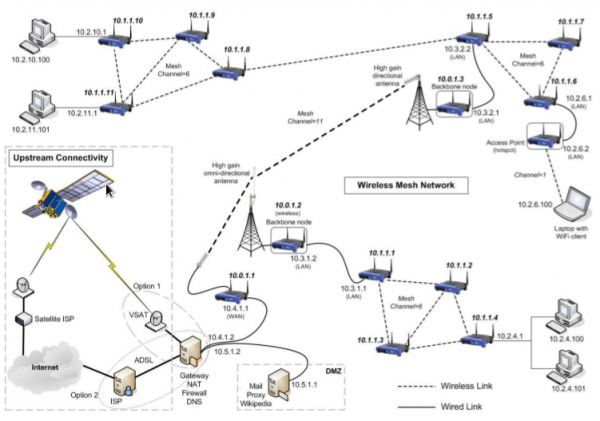 10.1.1.10
10.2.10.1
10.2.10.100
10.1.1.9
10.1.1.8
Mesh
Channel=6
10.1.1.11
10.2.11.1
10.2.11.101
10.1.1.5
10.3.2.2
(LAN)
10.1.1.7
Mesh
Channel=6
10.1.1.6
10.2.6.1
(LAN)
High gain
directional
antenna
10.0.1.3
Backbone node
10.3.2.1
(LAN)
Access Point
(hotspot)
10.2.6.2
(LAN)
Channel=1
10.2.6.100
Laptop with
WiFi client
Mesh
Channel=11
Upstream Connectivity
High gain
omni-directional
antenna
Wireless Mesh Network
10.0.1.2
(wireless)
Backbone node
10.3.1.2
(LAN)
10.0.1.1
10.4.1.1
(WAN)
10.1.1.1
10.3.1.1
(LAN)
10.1.1.2
Mesh
Channel=6
10.1.1.3
10.1.1.4
10.2.4.1
10.2.4.100
10.2.4.101
Option 1
VSAT
Satellite ISP
10.4.1.2
10.5.1.2
Internet
ADSL
Option 2
ISP
Gateway
NAT
Firewall
DNS
DMZ
10.5.1.1
Mail
Proxy
Wikipedia
Wireless Link
Wired Link